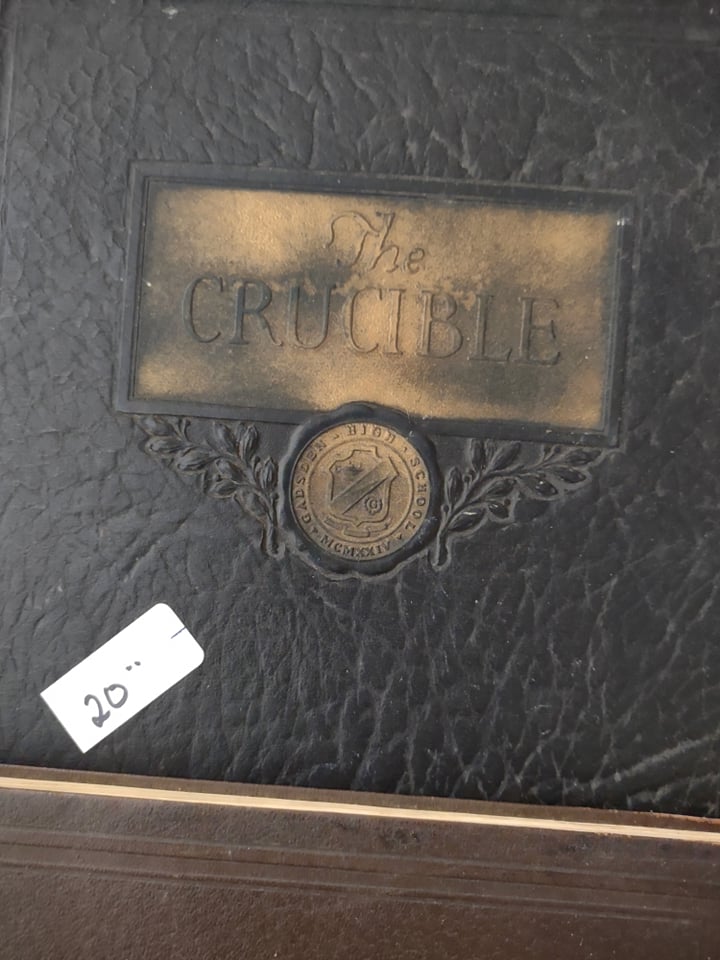 The
CRUCIBLE
GADSDEN • HIGH • SCHOOL •
MCMXXIV
G
20"